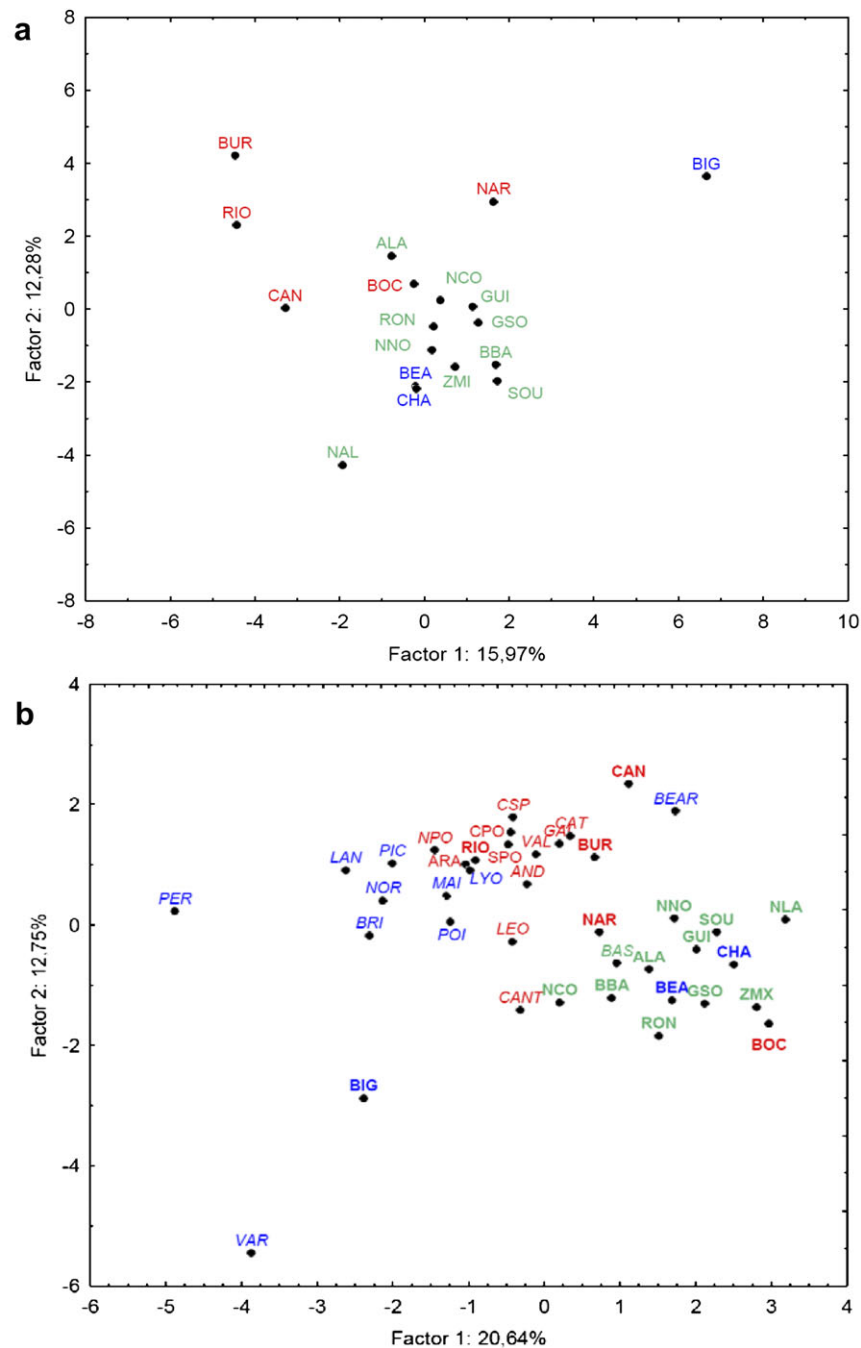 a
8
6
4
2
0
-2
-4
-6
-8
Factor 2: 12,28%
BUR
BIG
NAR
RIO
ALA
NCO
BOC
CAN
GUI
RON
GSO
NNO
BBA
BEA
ZMI
SOU
CHA
NAL
-8 -6 -4 -2 0 2 4 6 8 10
Factor 1: 15,97%
b
4
2
0
-2
-4
-6
Factor 2: 12.75%
CAN
CSP BEAR
CPO GAL CAT
NPO RIO VAL BUR
LAN PIC ARA SPO
NOR MAI LYO AND
PER
BRI POI LEO NAR NNO SOU NLA
GUI
BAS ALA CHA
CANT NCO BBA BEA GSO ZMX
RON BOC
BIG
VAR
-6 -5 -4 -3 -2 -1 0 1 2 3 4
Factor 1: 20,64%